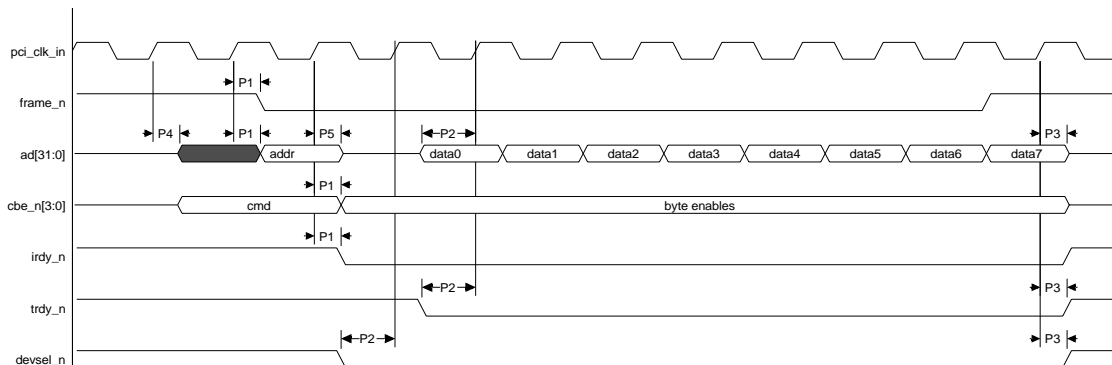 pci_clk_in
P1
frame_n
P4 P1 P5 P2 P3
ad[31:0] addr data0 data1 data2 data3 data4 data5 data6 data7
P1
cbe_n[3:0] cmd byte enables
P1
irdy_n
P2 P3
trdy_n
P2 P3
devsel_n